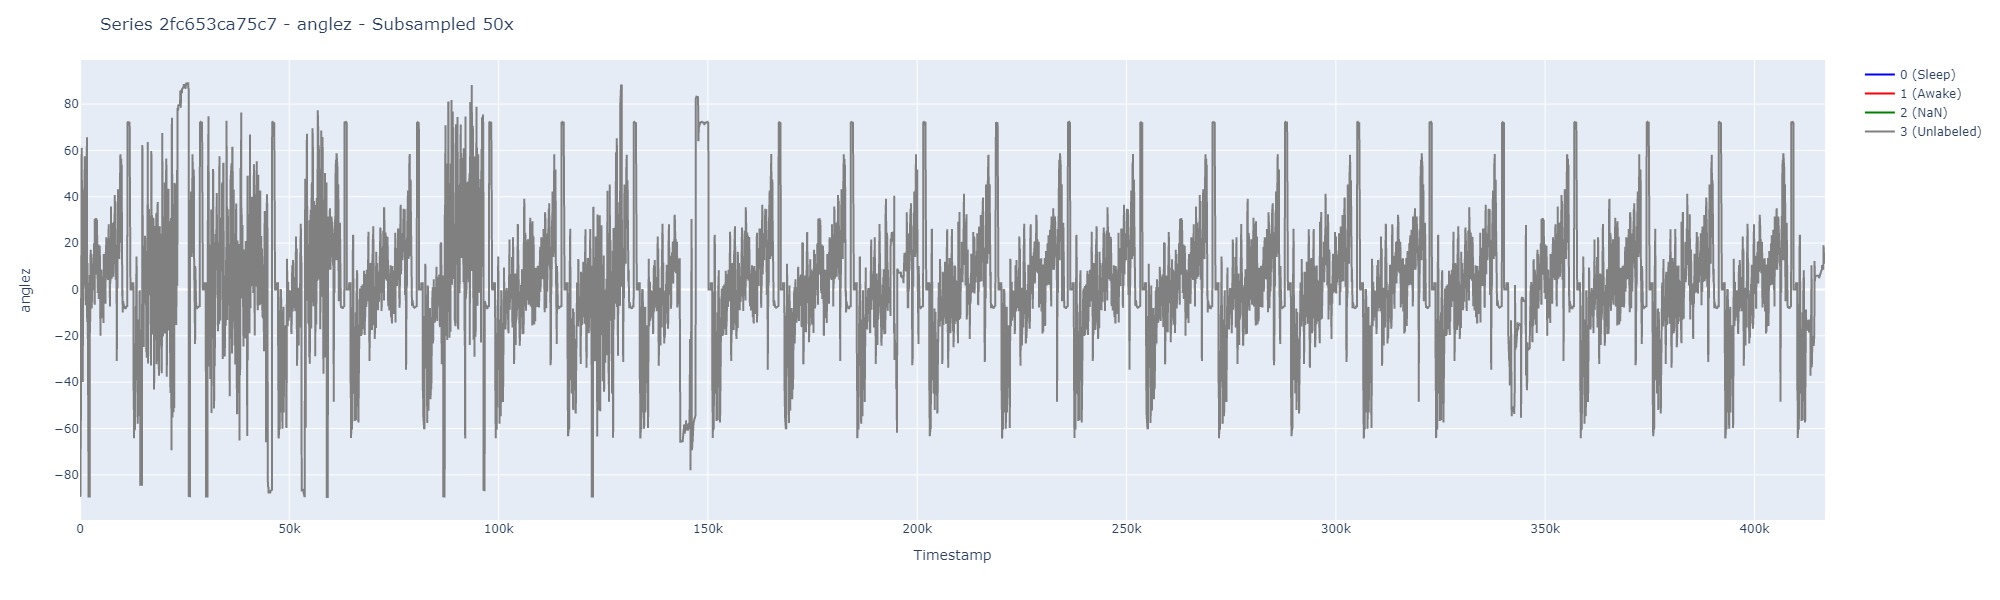 Series 2fc653ca75c7 - anglez - Subsampled 50x
0 (Sleep)
1 (Awake)
2 (NaN)
3 (Unlabeled)
anglez
80
60
40
20
0
−20
−40
−60
−80
0 50k 100k 150k 200k 250k 300k 350k 400k
Timestamp